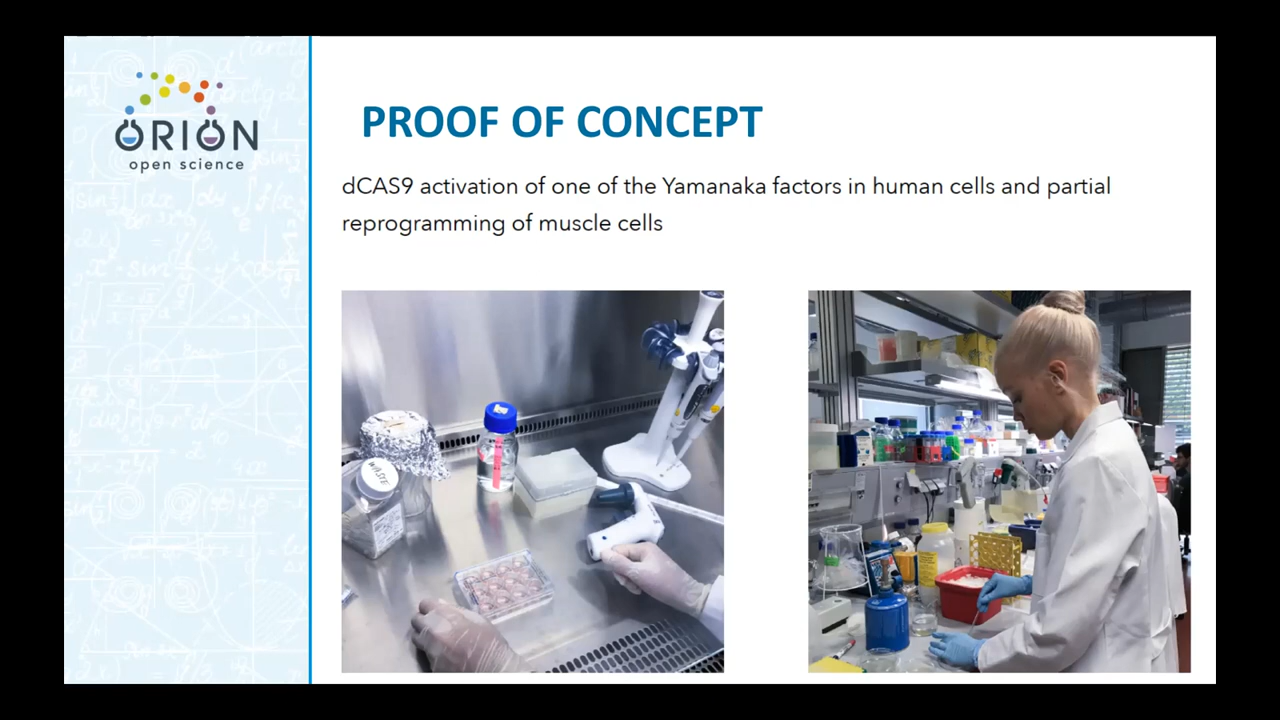 ORION
open science
PROOF OF CONCEPT
dCAS9 activation of one of the Yamanaka factors in human cells and partial
reprogramming of muscle cells
WASTE